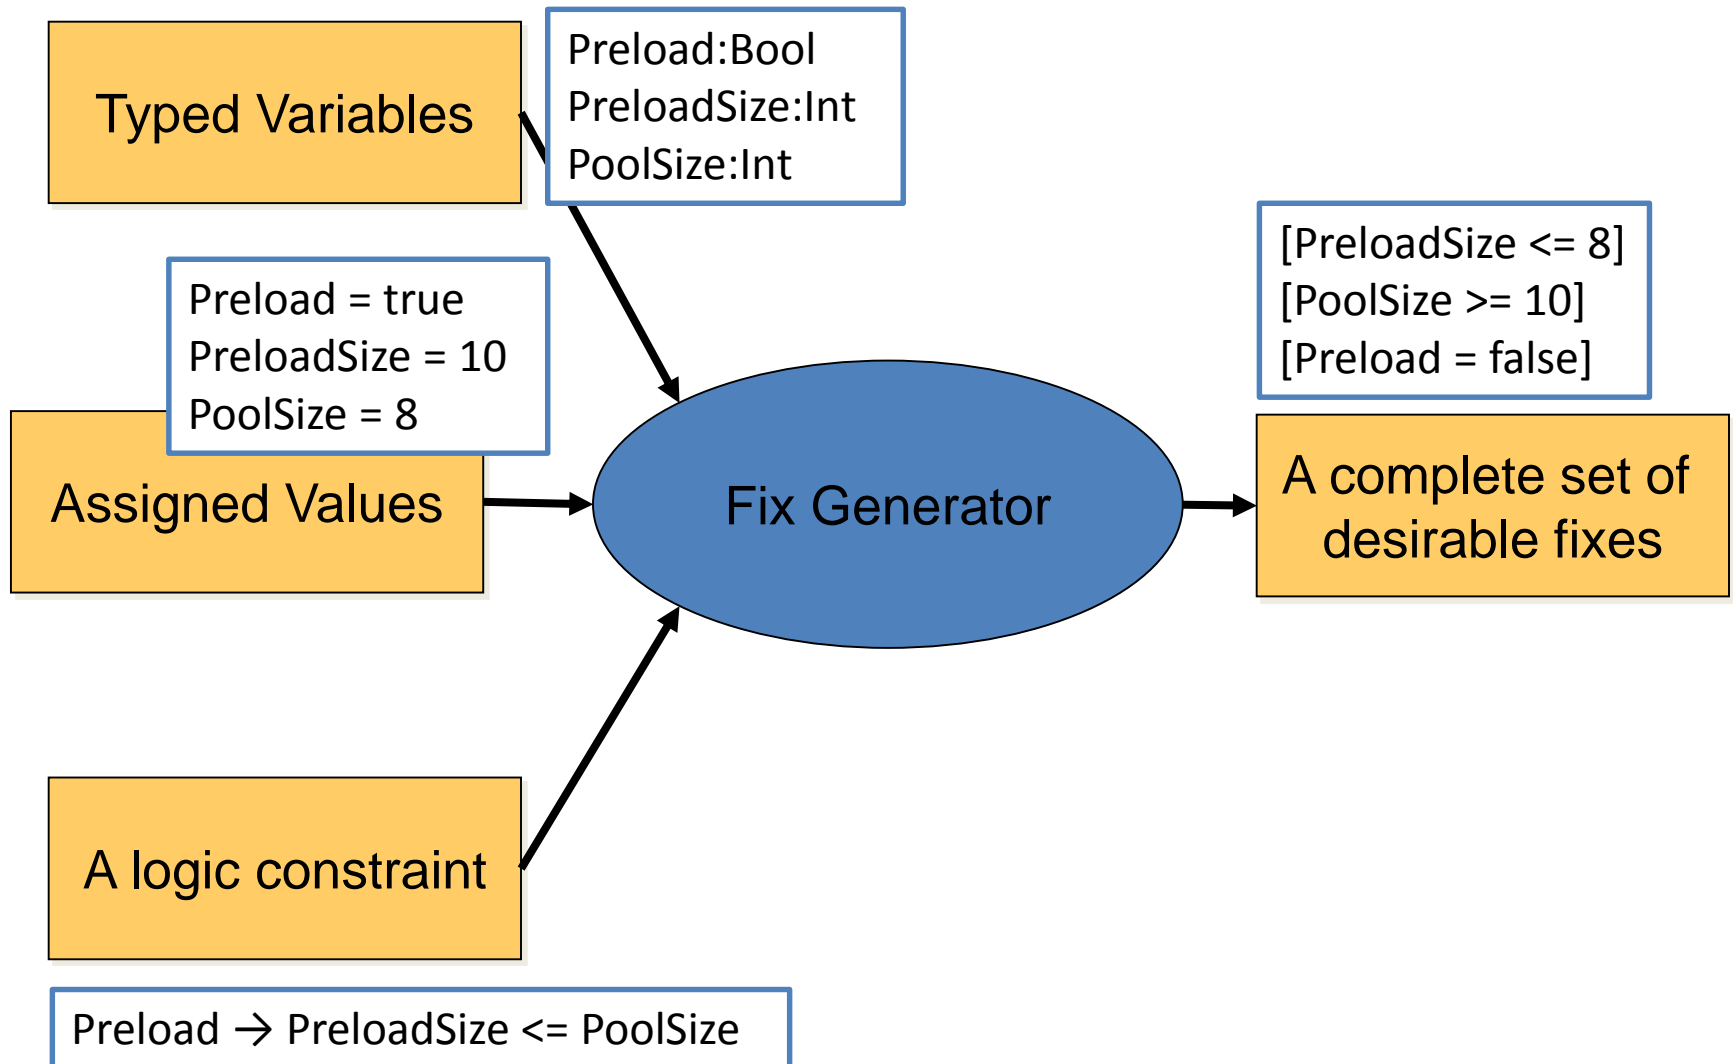 Typed Variables
Preload:Bool
PreloadSize:Int
PoolSize:Int
Preload = true
PreloadSize = 10
PoolSize = 8
Assigned Values
Fix Generator
[PreloadSize <= 8]
[PoolSize >= 10]
[Preload = false]
A complete set of
desirable fixes
A logic constraint
Preload → PreloadSize <= PoolSize